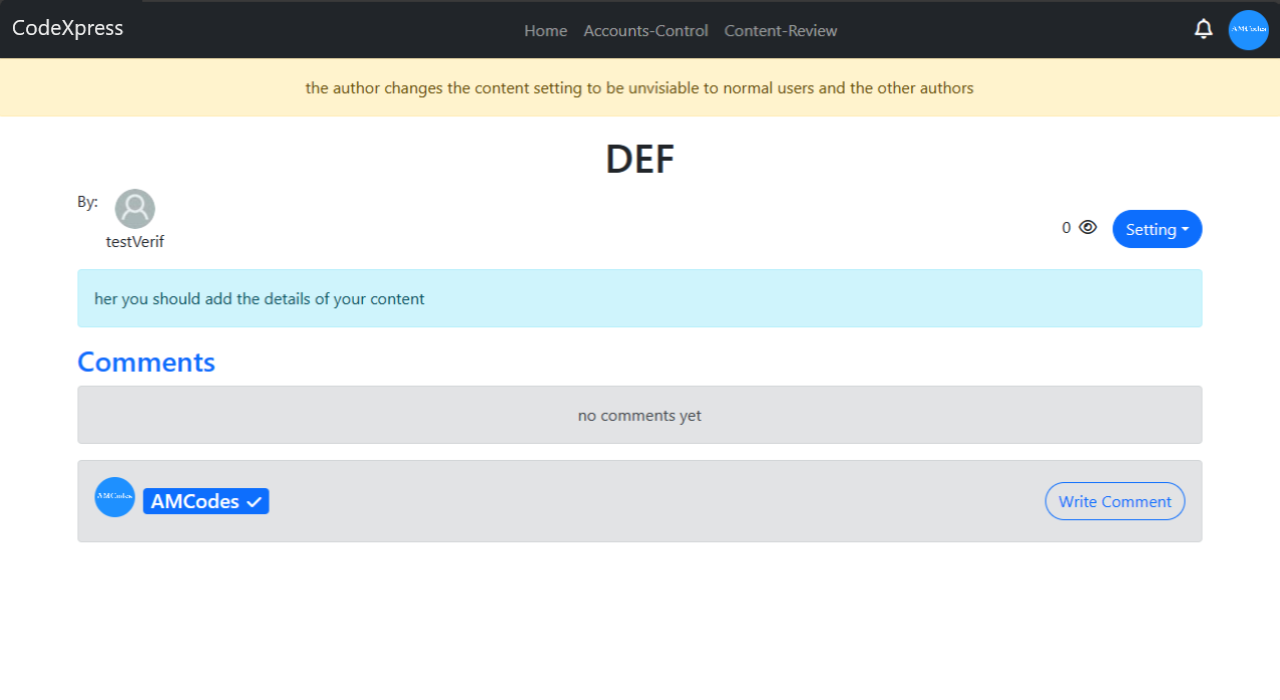 CodeXpress
Home Accounts-Control Content-Review
AMCodes
the author changes the content setting to be unvisiable to normal users and the other authors
DEF
By:
testVerif
0
Setting
her you should add the details of your content
Comments
no comments yet
AMCodes
AMCodes
Write Comment